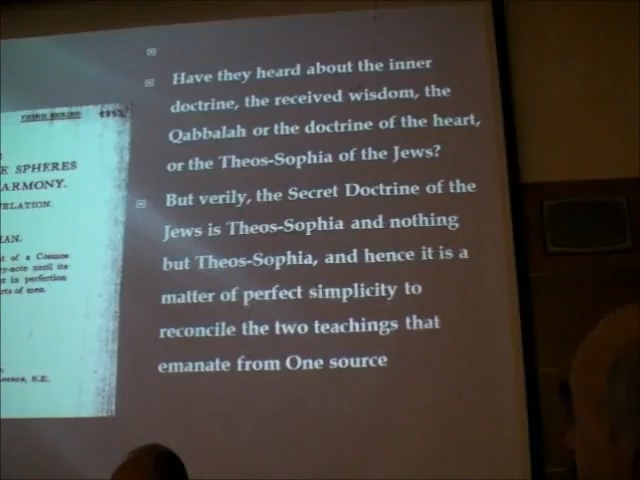 E SPHERES
ARMONY.
Have they heard about the inner
doctrine, the received wisdom, the
Qabbalah or the doctrine of the heart,
or the Theos-Sophia of the Jews?
But verily, the Secret Doctrine of the
Jews is Theos-Sophia and nothing
but Theos-Sophia, and hence it is a
matter of perfect simplicity to
reconcile the two teachings that
emanate from One source